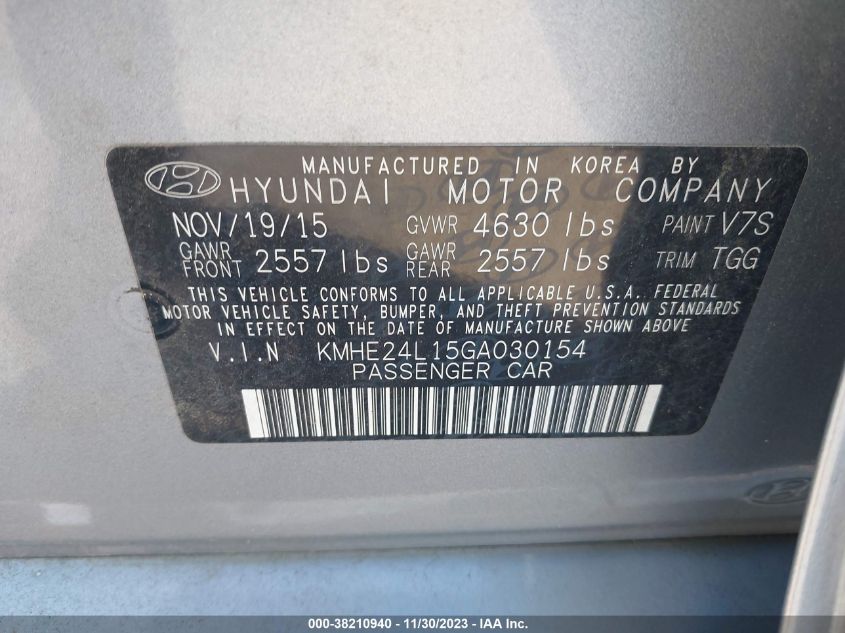 MANUFACTURED IN KOREA BY
HYUNDAI MOTOR COMPANY
NOV/19/15 GVWR 4630 lbs PAINT V7S
GAWR FRONT 2557 lbs GAWR REAR 2557 lbs TRIM TGG
THIS VEHICLE CONFORMS TO ALL APPLICABLE U.S.A. FEDERAL
MOTOR VEHICLE SAFETY, BUMPER, AND THEFT PREVENTION STANDARDS
IN EFFECT ON THE DATE OF MANUFACTURE SHOWN ABOVE
V.I.N KMHE24L15GA030154
PASSENGER CAR
000-38210940 - 11/30/2023 - IAA Inc.